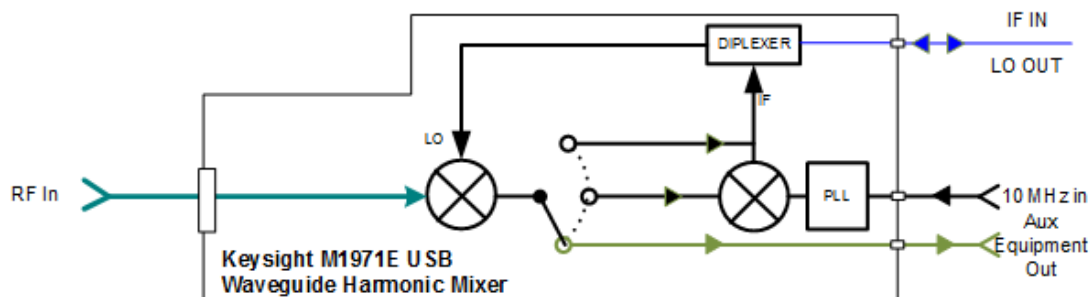 IF IN
DIPLEXER
LO OUT
IF
LO
RF In
PLL
10 MHz in
Aux
Equipment
Out
Keysight M1971E USB
Waveguide Harmonic Mixer